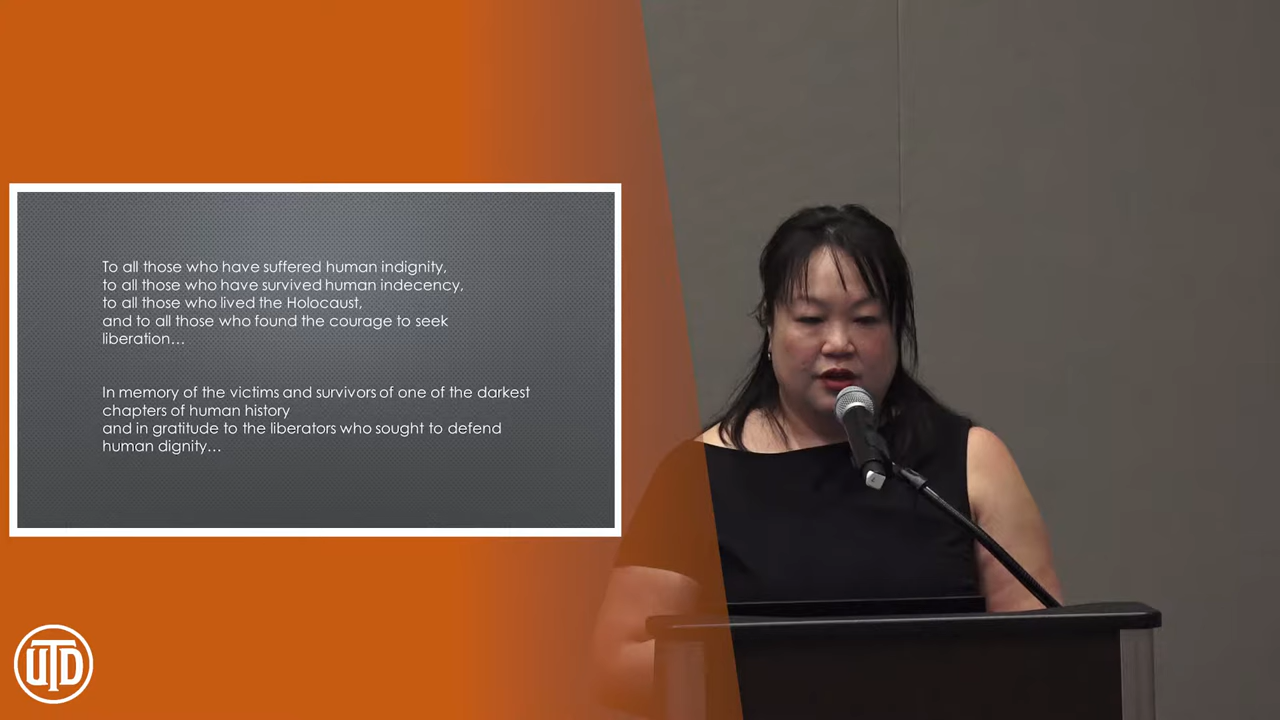 To all those who have suffered human indignity,
to all those who have survived human indecency,
to all those who lived the Holocaust,
and to all those who found the courage to seek
liberation…
In memory of the victims and survivors of one of the darkest
chapters of human history
and in gratitude to the liberators who sought to defend
human dignity…
UTD